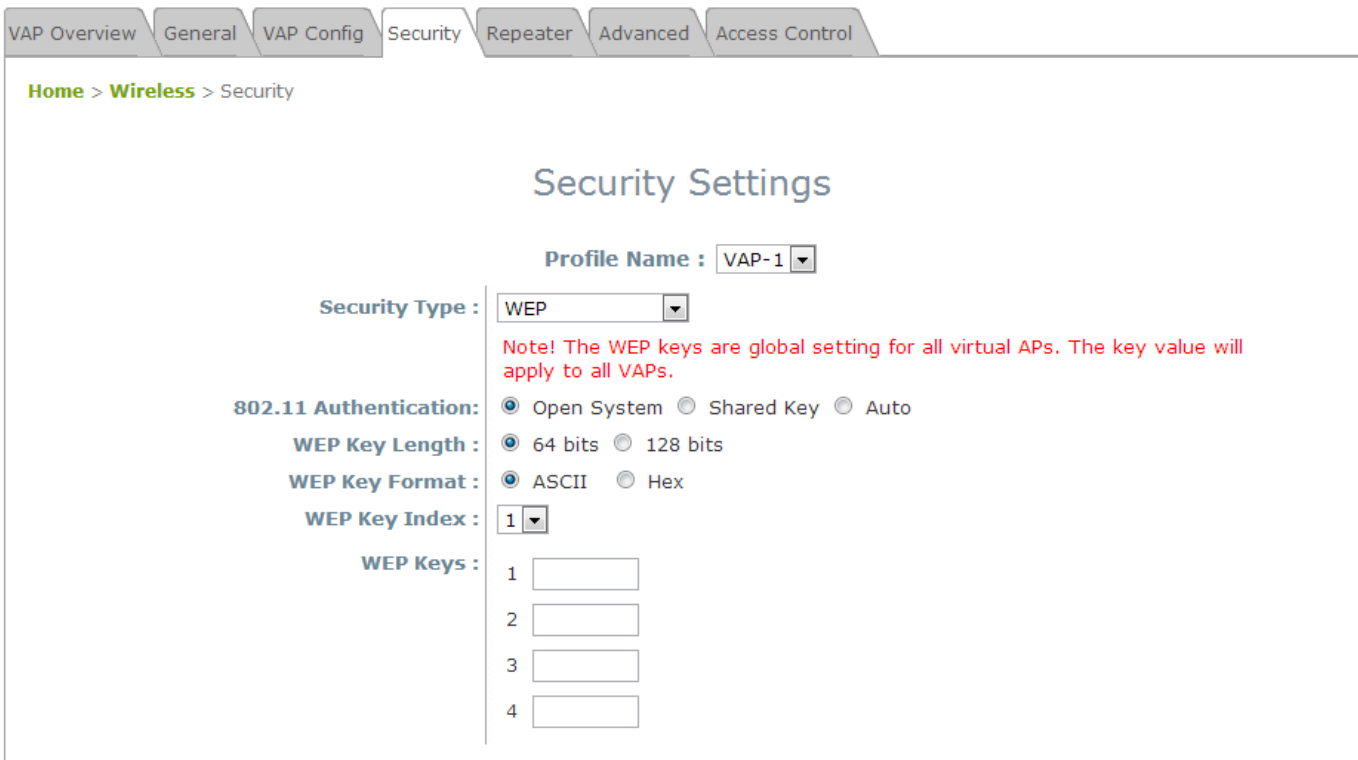 VAP Overview General VAP Config Security Repeater Advanced Access Control
Home > Wireless > Security
Security Settings
Profile Name : VAP-1
Security Type : WEP
Note! The WEP keys are global setting for all virtual APs. The key value will
apply to all VAPs.
802.11 Authentication: Open System Shared Key Auto
WEP Key Length : 64 bits 128 bits
WEP Key Format : ASCII Hex
WEP Key Index : 1
WEP Keys : 1
2
3
4